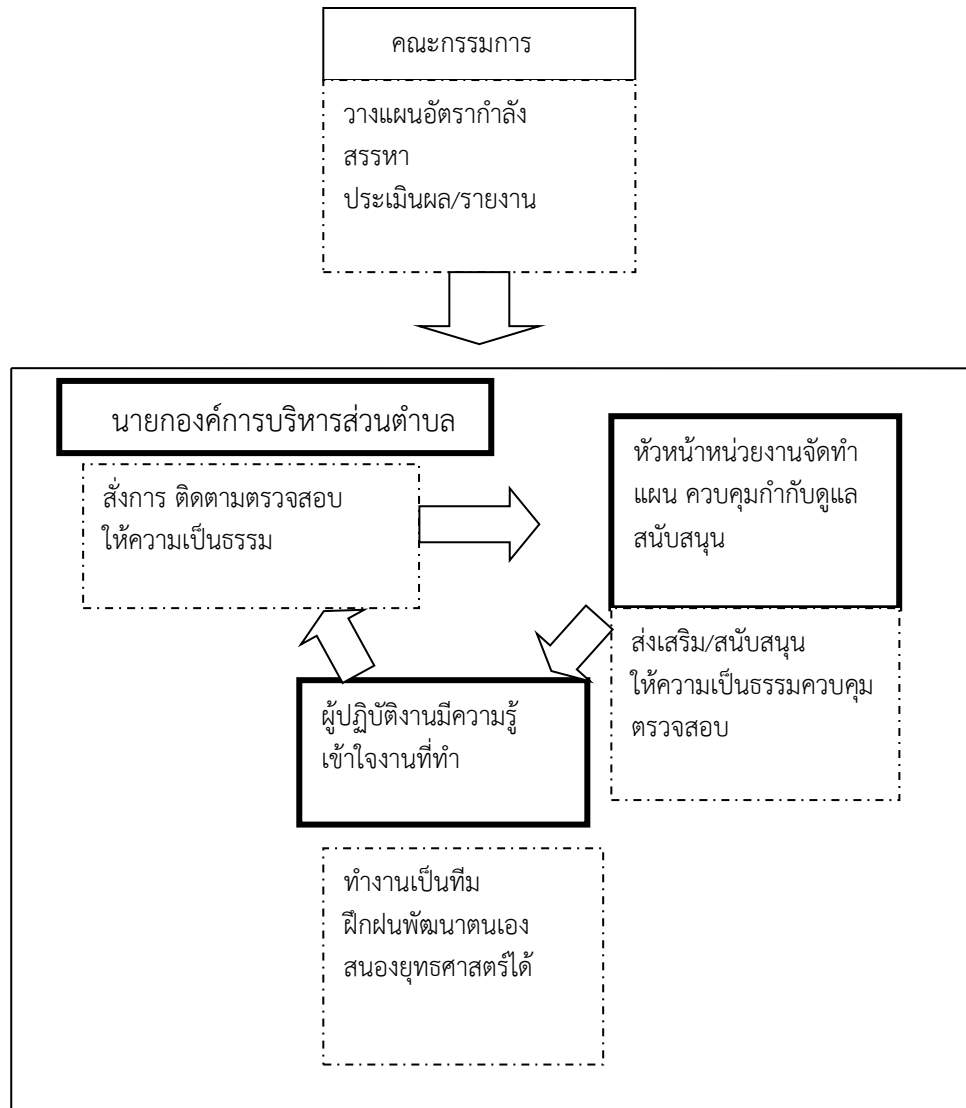 คณะกรรมการ
วางแผนอัตรากำลัง
สรรหา
ประเมินผล/รายงาน
นายกองค์การบริหารส่วนตำบล
สั่งการ ติดตามตรวจสอบ
ให้ความเป็นธรรม
หัวหน้าหน่วยงานจัดทำ
แผน ควบคุมกำกับดูแล
สนับสนุน
ส่งเสริม/สนับสนุน
ให้ความเป็นธรรมควบคุม
ตรวจสอบ
ผู้ปฏิบัติงานมีความรู้
เข้าใจงานที่ทำ
ทำงานเป็นทีม
ฝึกฝนพัฒนาตนเอง
สนองยุทธศาสตร์ได้